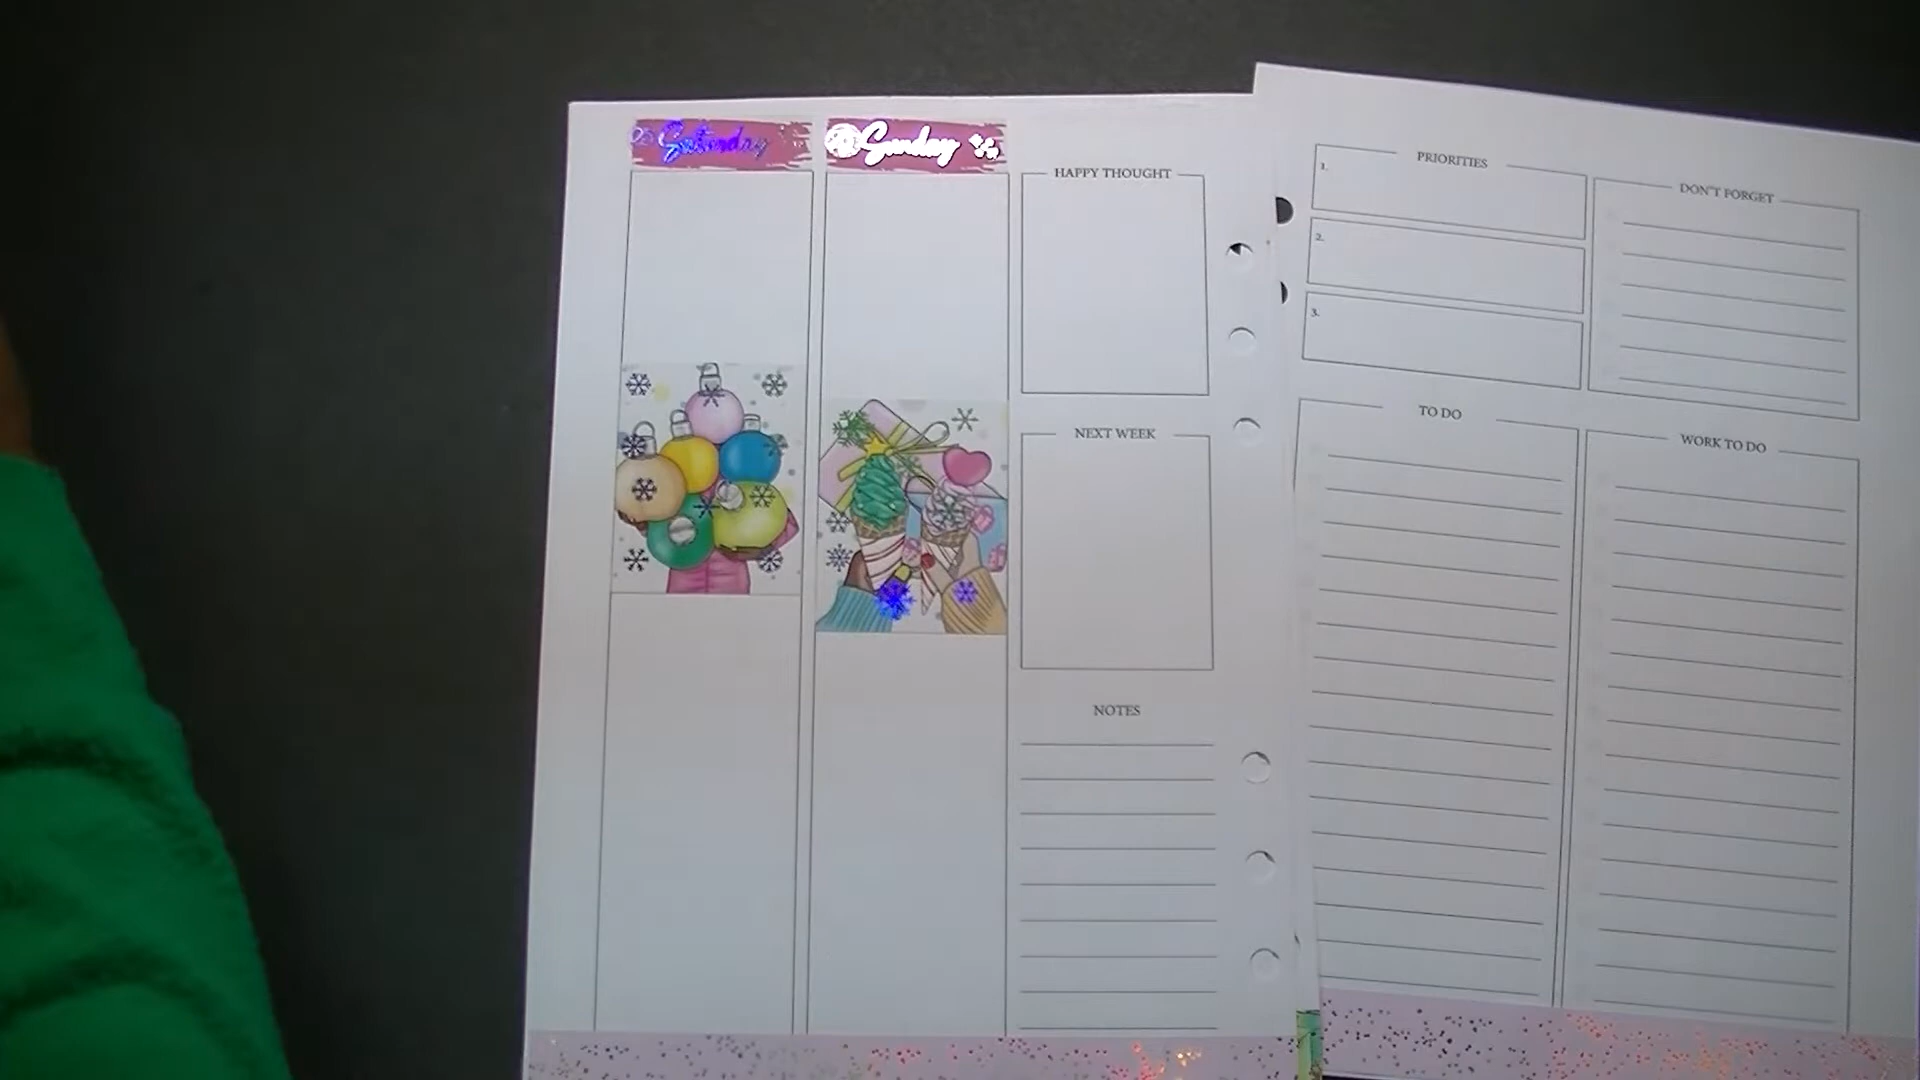 Saturday
Sunday
HAPPY THOUGHT
NEXT WEEK
NOTES
PRIORITIES
1.
2.
3.
DON'T FORGET
TO DO
WORK TO DO